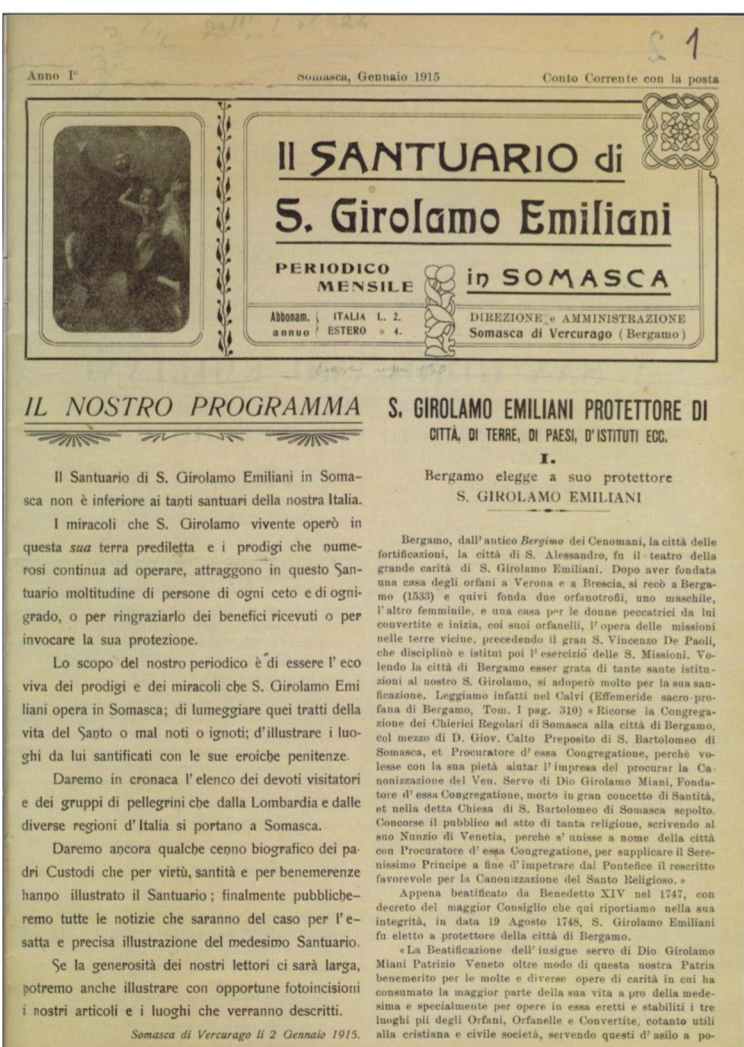 1
Anno I° Somasca, Gennaio 1915 Conto Corrente con la posta
Il SANTUARIO di
S. Girolamo Emiliani
PERIODICO
MENSILE
in SOMASCA
Abbonam. annuo
ITALIA L. 2.
ESTERO » 4.
DIREZIONE e AMMINISTRAZIONE
Somasca di Vercurago (Bergamo)
IL NOSTRO PROGRAMMA
Il Santuario di S. Girolamo Emiliani in Soma-
sca non è inferiore ai tanti santuari della nostra Italia.
I miracoli che S. Girolamo vivente operò in
questa sua terra prediletta e i prodigi che nume-
rosi continua ad operare, attraggono in questo San-
tuario moltitudine di persone di ogni ceto e di ogni-
grado, o per ringraziarlo dei benefici ricevuti o per
invocare la sua protezione.
Lo scopo del nostro periodico è di essere l'eco
viva dei prodigi e dei miracoli che S. Girolamo Emi
liani opera in Somasca; di lumeggiare quei tratti della
vita del Santo o mal noti o ignoti; d'illustrare i luo-
ghi da lui santificati con le sue eroiche penitenze.
Daremo in cronaca l'elenco dei devoti visitatori
e dei gruppi di pellegrini che dalla Lombardia e dalle
diverse regioni d'Italia si portano a Somasca.
Daremo ancora qualche cenno biografico dei pa-
dri Custodi che per virtù, santità e per benemerenze
hanno illustrato il Santuario; finalmente pubbliche-
remo tutte le notizie che saranno del caso per l'e-
satta e precisa illustrazione del medesimo Santuario.
Se la generosità dei nostri lettori ci sarà larga,
potremo anche illustrare con opportune fotoincisioni
i nostri articoli e i luoghi che verranno descritti.
Somasca di Vercurago li 2 Gennaio 1915.
S. GIROLAMO EMILIANI PROTETTORE DI
CITTÀ, DI TERRE, DI PAESI, D'ISTITUTI ECC.
I.
Bergamo elegge a suo protettore
S. GIROLAMO EMILIANI
Bergamo, dall'antico Bergimo dei Cenomani, la città delle
fortificazioni, la città di S. Alessandro, fu il teatro della
grande carità di S. Girolamo Emiliani. Dopo aver fondata
una casa degli orfani a Verona e a Brescia, si recò a Berga-
mo (1533) e quivi fonda due orfanotrofi, uno maschile,
l'altro femminile, e una casa per le donne peccatrici da lui
convertite e inizia, coi suoi orfanelli, l'opera delle missioni
nelle terre vicine, precedendo il gran S. Vincenzo De Paoli,
che disciplinò e istituì poi l'esercizio delle S. Missioni. Vo-
lendo la città di Bergamo esser grata di tante sante istitu-
zioni al nostro S. Girolamo, si adoperò molto per la sua san-
tificazione. Leggiamo infatti nel Calvi (Effemeride sacro-pro-
fana di Bergamo, Tom. I pag. 310) «Ricorse la Congrega-
zione dei Chierici Regolari di Somasca alla città di Bergamo,
col mezzo di D. Giov. Calto Preposito di S. Bartolomeo di
Somasca, et Procuratore d'essa Congregatione, perchè vo-
lesse con la sua pietà aiutar l'impresa del procurar la Ca-
nonizzazione del Ven. Servo di Dio Girolamo Miani, Fonda-
tore d'essa Congregatione, morto in gran concetto di Santità,
et nella detta Chiesa di S. Bartolomeo di Somasca sepolto.
Concorse il pubblico ad atto di tanta religione, scrivendo al
suo Nunzio di Venetia, perchè s'unisse a nome della città
con Procuratore d'essa Congregatione, per supplicare il Sere-
nissimo Principe a fine d'impetrare dal Pontefice il rescritto
favorevole per la Canonizzazione del Santo Religioso.»
Appena beatificato da Benedetto XIV nel 1747, con
decreto del maggior Consiglio che qui riportiamo nella sua
integrità, in data 19 Agosto 1748, S. Girolamo Emiliani
fu eletto a protettore della città di Bergamo.
«La Beatificazione dell'insigne servo di Dio Girolamo
Miani Patrizio Veneto oltre modo di questa nostra Patria
benemerito per le molte e diverse opere di carità in cui ha
consumato la maggior parte della sua vita a pro della mede-
sima e specialmente per opere in essa eretti e stabiliti i tre
luoghi pii degli Orfani, Orfanelle e Convertite, cotanto utili
alla cristiana e civile società, servendo questi d'asilo a po-